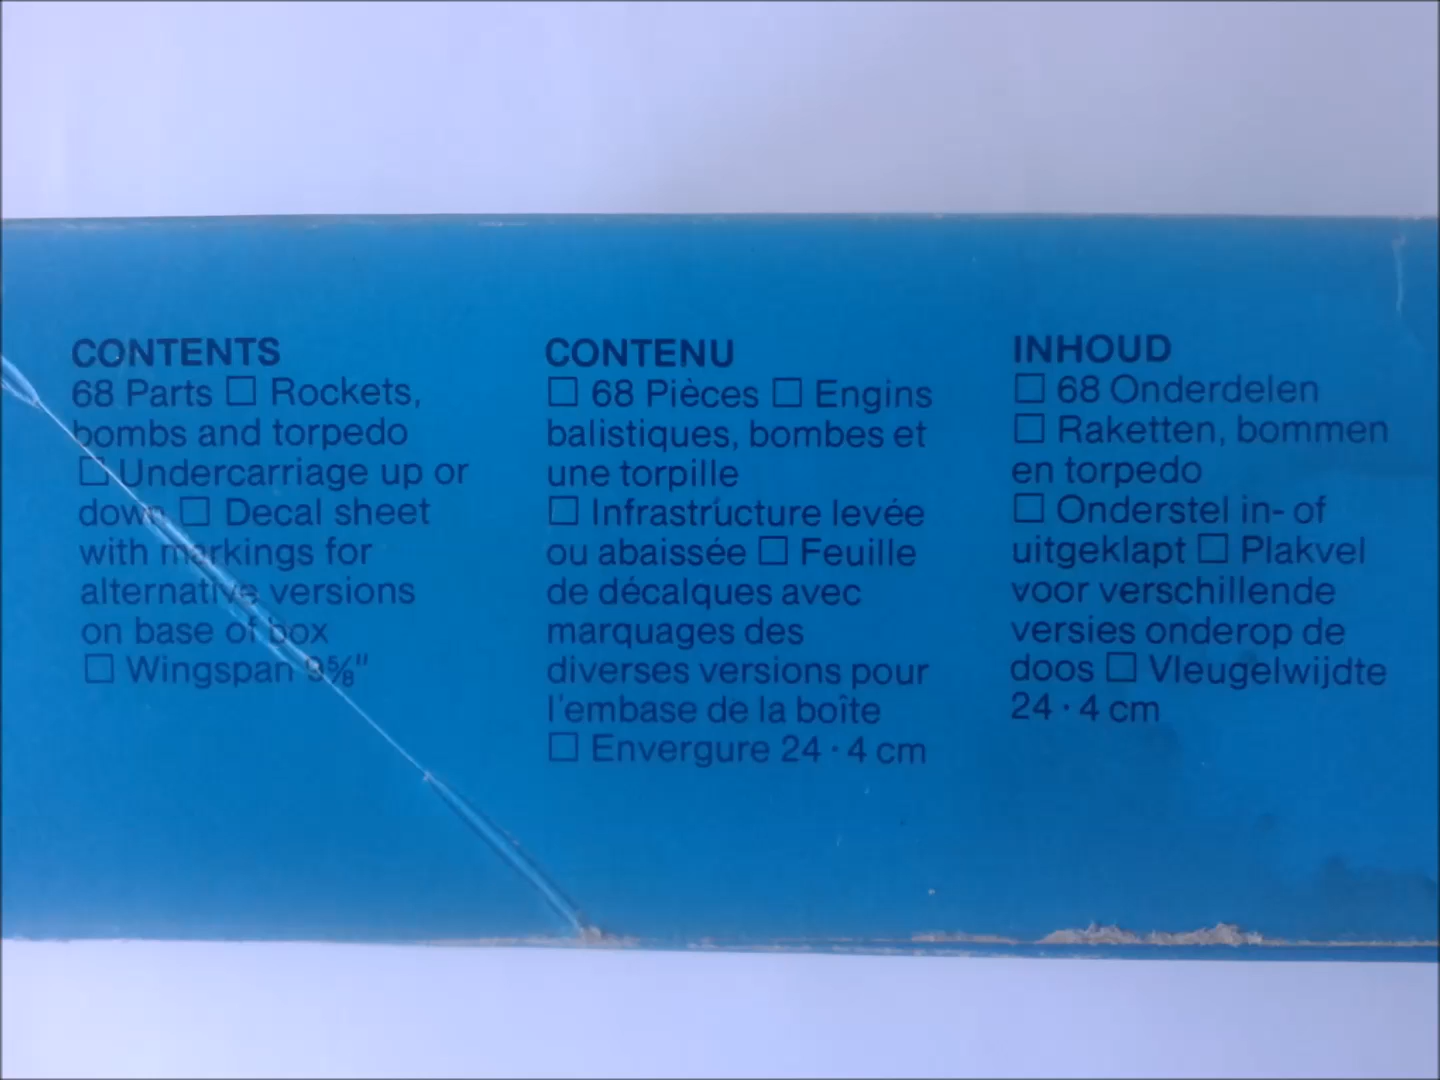 CONTENTS
68 Parts ☐ Rockets,
bombs and torpedo
☐ Undercarriage up or
down ☐ Decal sheet
with markings for
alternative versions
on base of box
☐ Wingspan 9⅝"
CONTENU
☐ 68 Pièces ☐ Engins
balistiques, bombes et
une torpille
☐ Infrastructure levée
ou abaissée ☐ Feuille
de décalques avec
marquages des
diverses versions pour
l'embase de la boîte
☐ Envergure 24·4 cm
INHOUD
☐ 68 Onderdelen
☐ Raketten, bommen
en torpedo
☐ Onderstel in- of
uitgeklapt ☐ Plakvel
voor verschillende
versies onderop de
doos ☐ Vleugelwijdte
24·4 cm